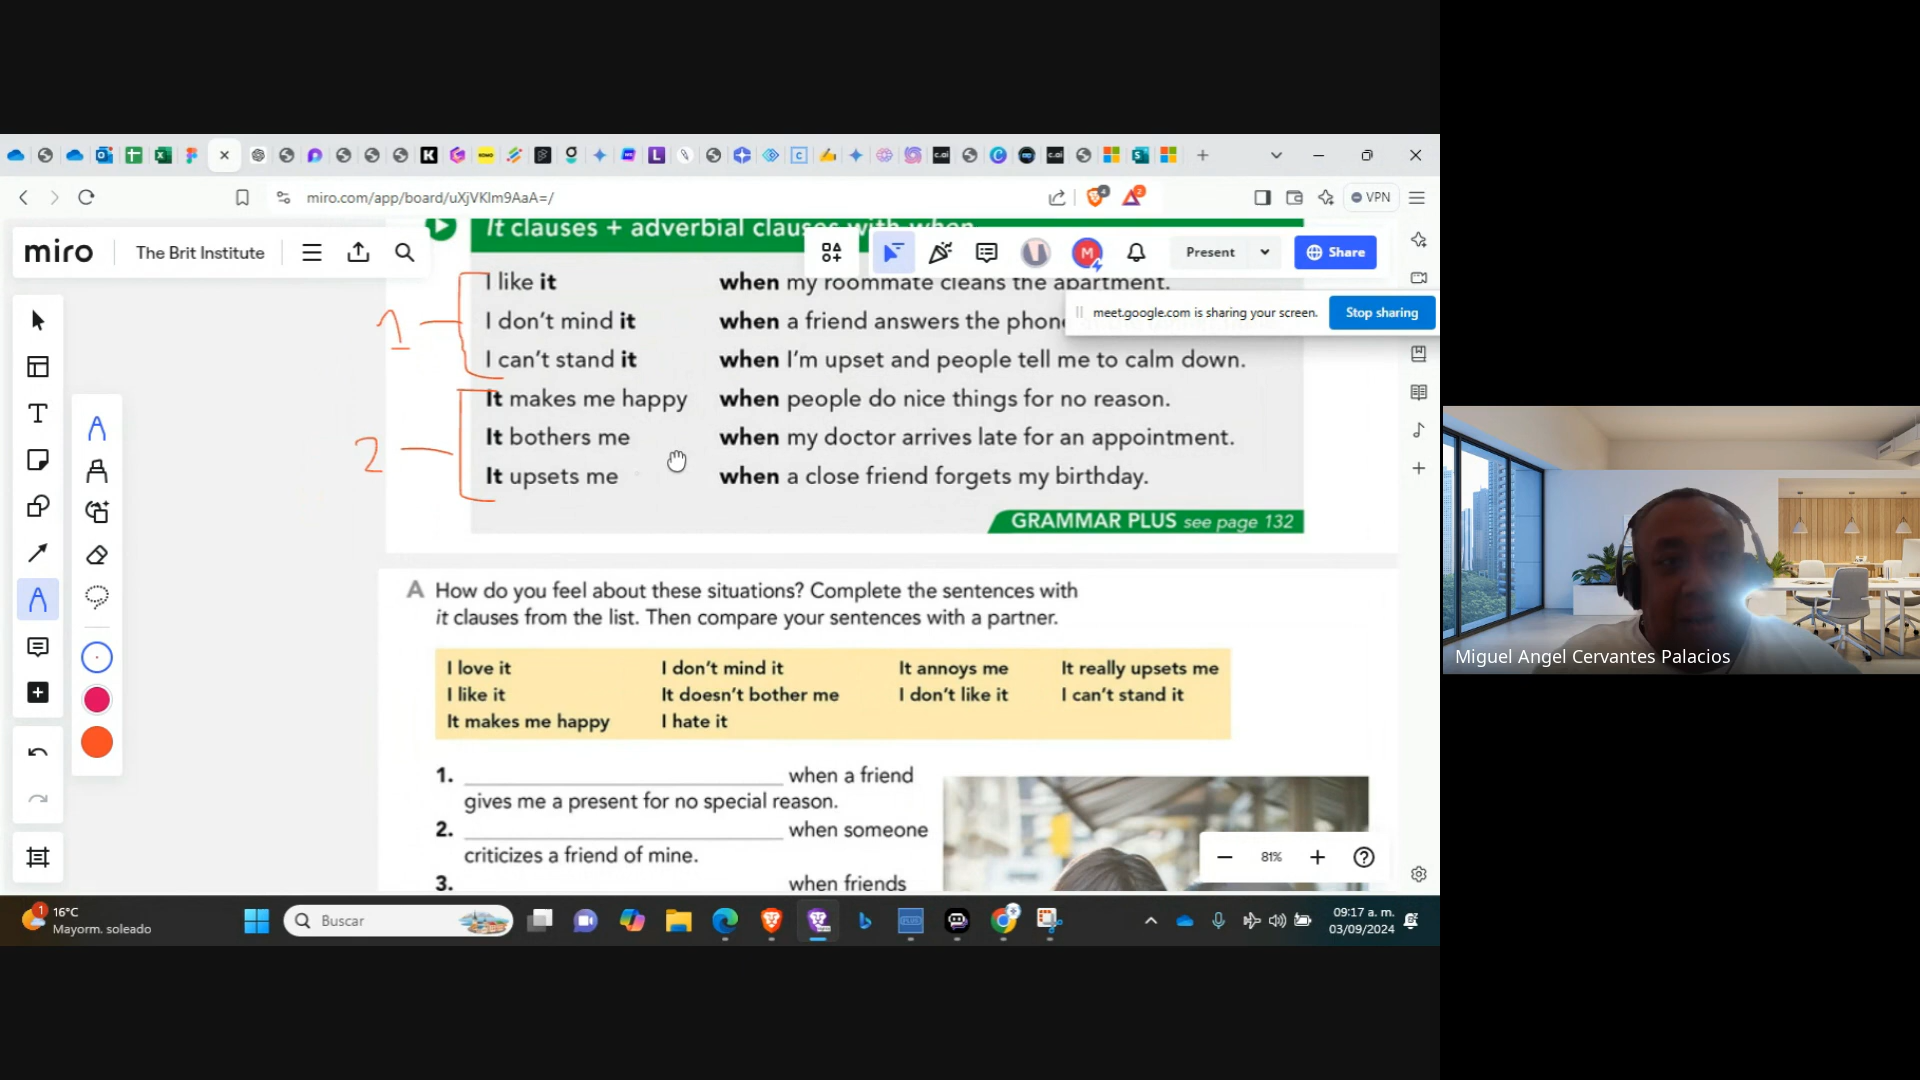 miro.com/app/board/uXjVKlm9AaA=/
VPN
It clauses + adverbial clauses with when
miro
The Brit Institute
Present
Share
meet.google.com is sharing your screen.
Stop sharing
1
I like it when my roommate cleans the apartment.
I don't mind it when a friend answers the phone
I can't stand it when I'm upset and people tell me to calm down.
2
It makes me happy when people do nice things for no reason.
It bothers me when my doctor arrives late for an appointment.
It upsets me when a close friend forgets my birthday.
GRAMMAR PLUS see page 132
A How do you feel about these situations? Complete the sentences with
it clauses from the list. Then compare your sentences with a partner.
I love it I don't mind it It annoys me It really upsets me
I like it It doesn't bother me I don't like it I can't stand it
It makes me happy I hate it
1. ____ when a friend
gives me a present for no special reason.
2. ____ when someone
criticizes a friend of mine.
3. ____ when friends
81%
Miguel Angel Cervantes Palacios
16°C
Mayorm. soleado
Buscar
09:17 a. m.
03/09/2024